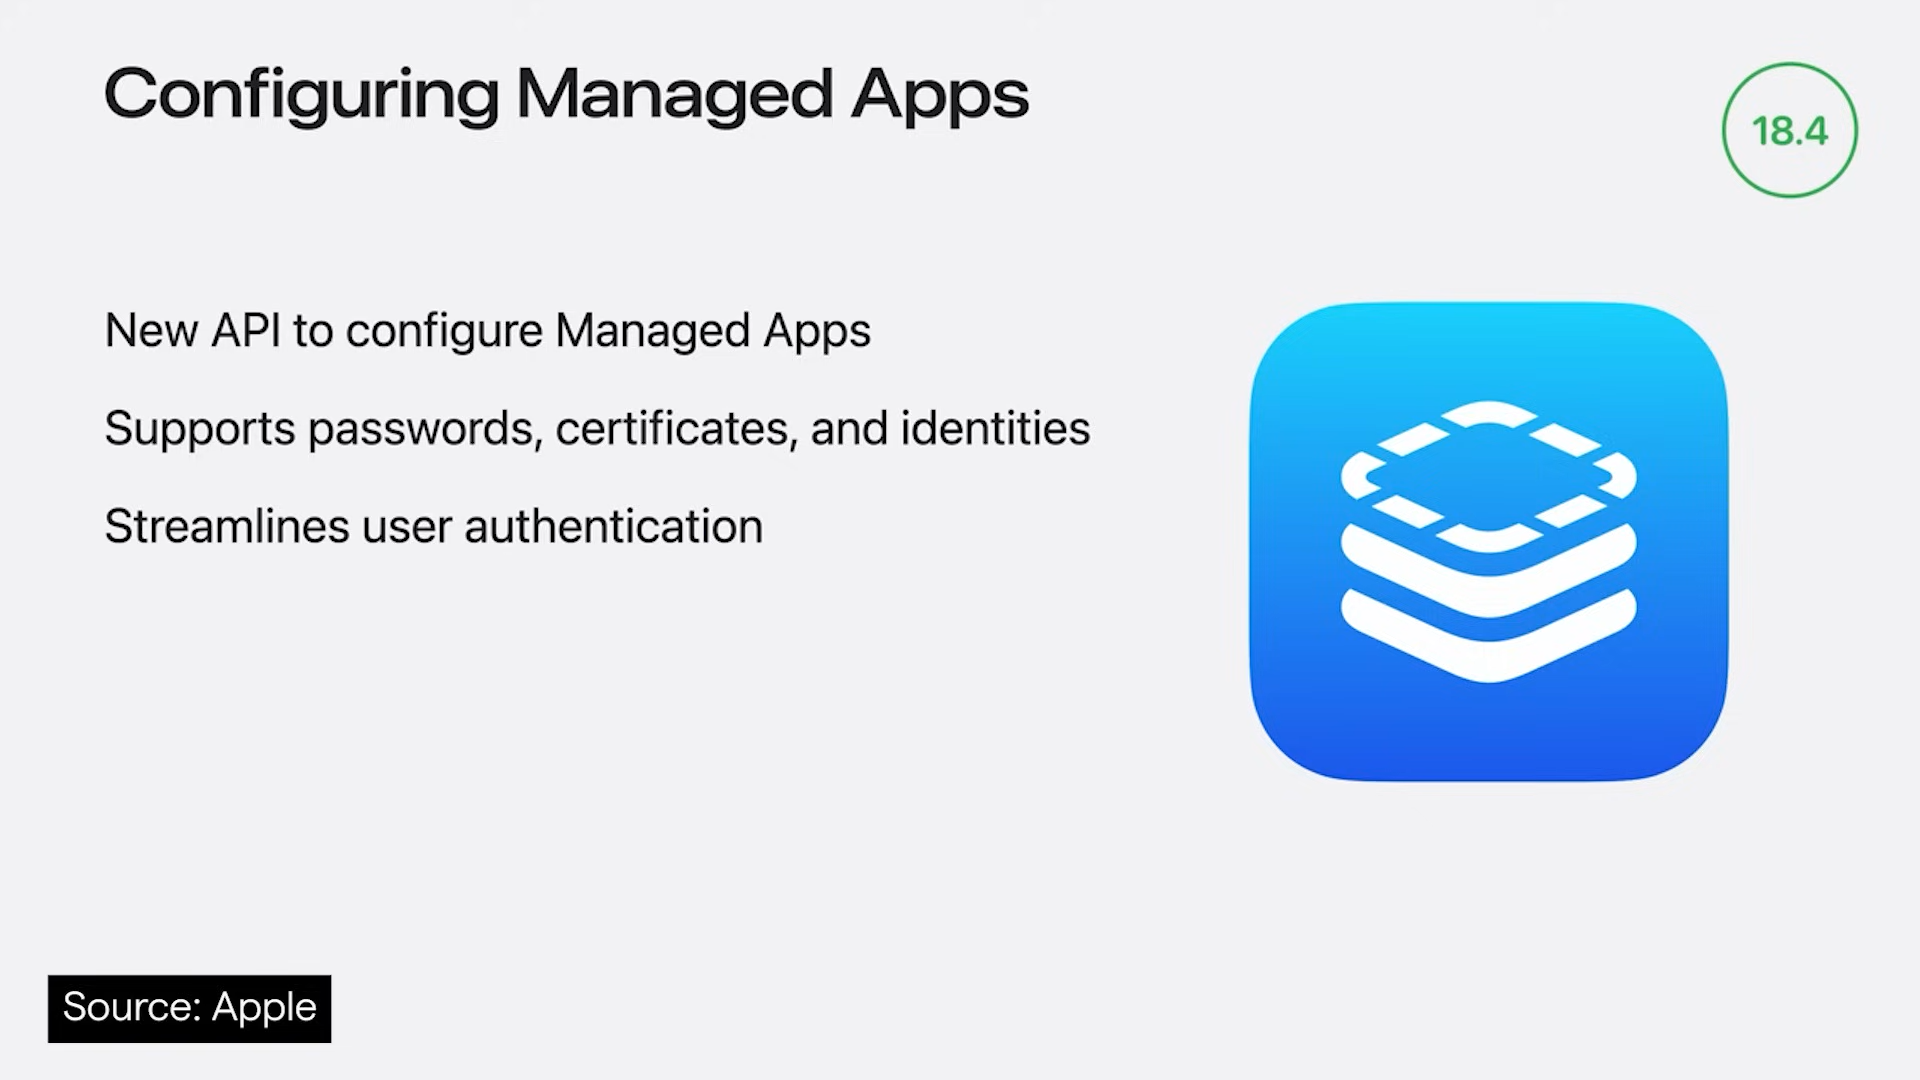 Configuring Managed Apps
18.4
New API to configure Managed Apps
Supports passwords, certificates, and identities
Streamlines user authentication
Source: Apple